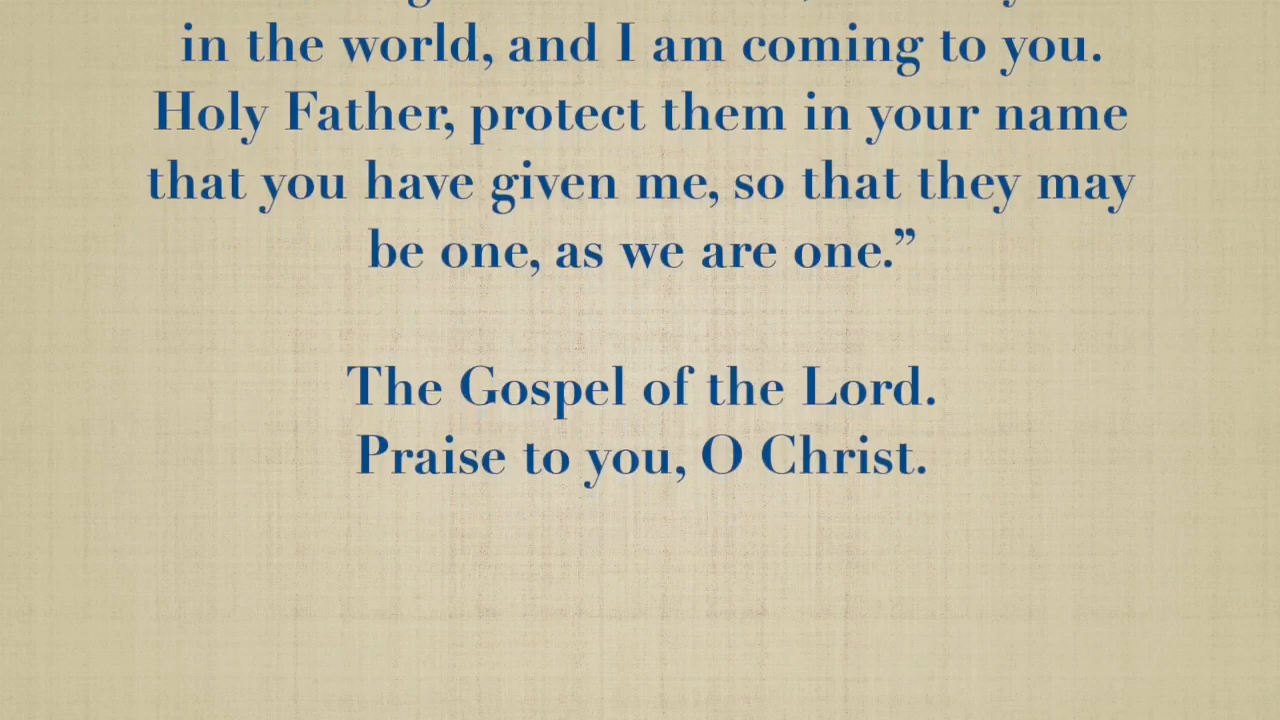 in the world, and I am coming to you.
Holy Father, protect them in your name
that you have given me, so that they may
be one, as we are one.”
The Gospel of the Lord.
Praise to you, O Christ.